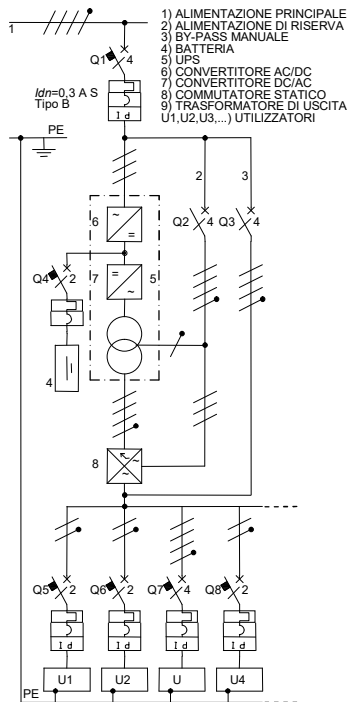 1
1) ALIMENTAZIONE PRINCIPALE
2) ALIMENTAZIONE DI RISERVA
3) BY-PASS MANUALE
4) BATTERIA
5) UPS
6) CONVERTITORE AC/DC
7) CONVERTITORE DC/AC
8) COMMUTATORE STATICO
9) TRASFORMATORE DI USCITA
U1,U2,U3,...) UTILIZZATORI
Q1 4
Idn=0,3 A S
Tipo B
I d
PE
2 3
6 ~ =
Q2 4 Q3 4
Q4 2
7 = ~ 5
4
8 ~ ~
Q5 2 Q6 2 Q7 4 Q8 2
I d I d I d I d
U1 U2 U U4
PE